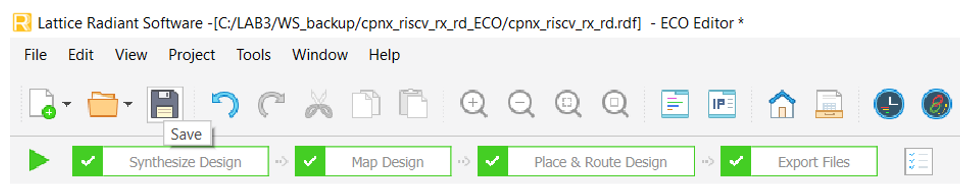 Lattice Radiant Software -[C:/LAB3/WS_backup/cpnx_riscv_rx_rd_ECO/cpnx_riscv_rx_rd.rdf] - ECO Editor *
File Edit View Project Tools Window Help
IP
Save
Synthesize Design Map Design Place & Route Design Export Files